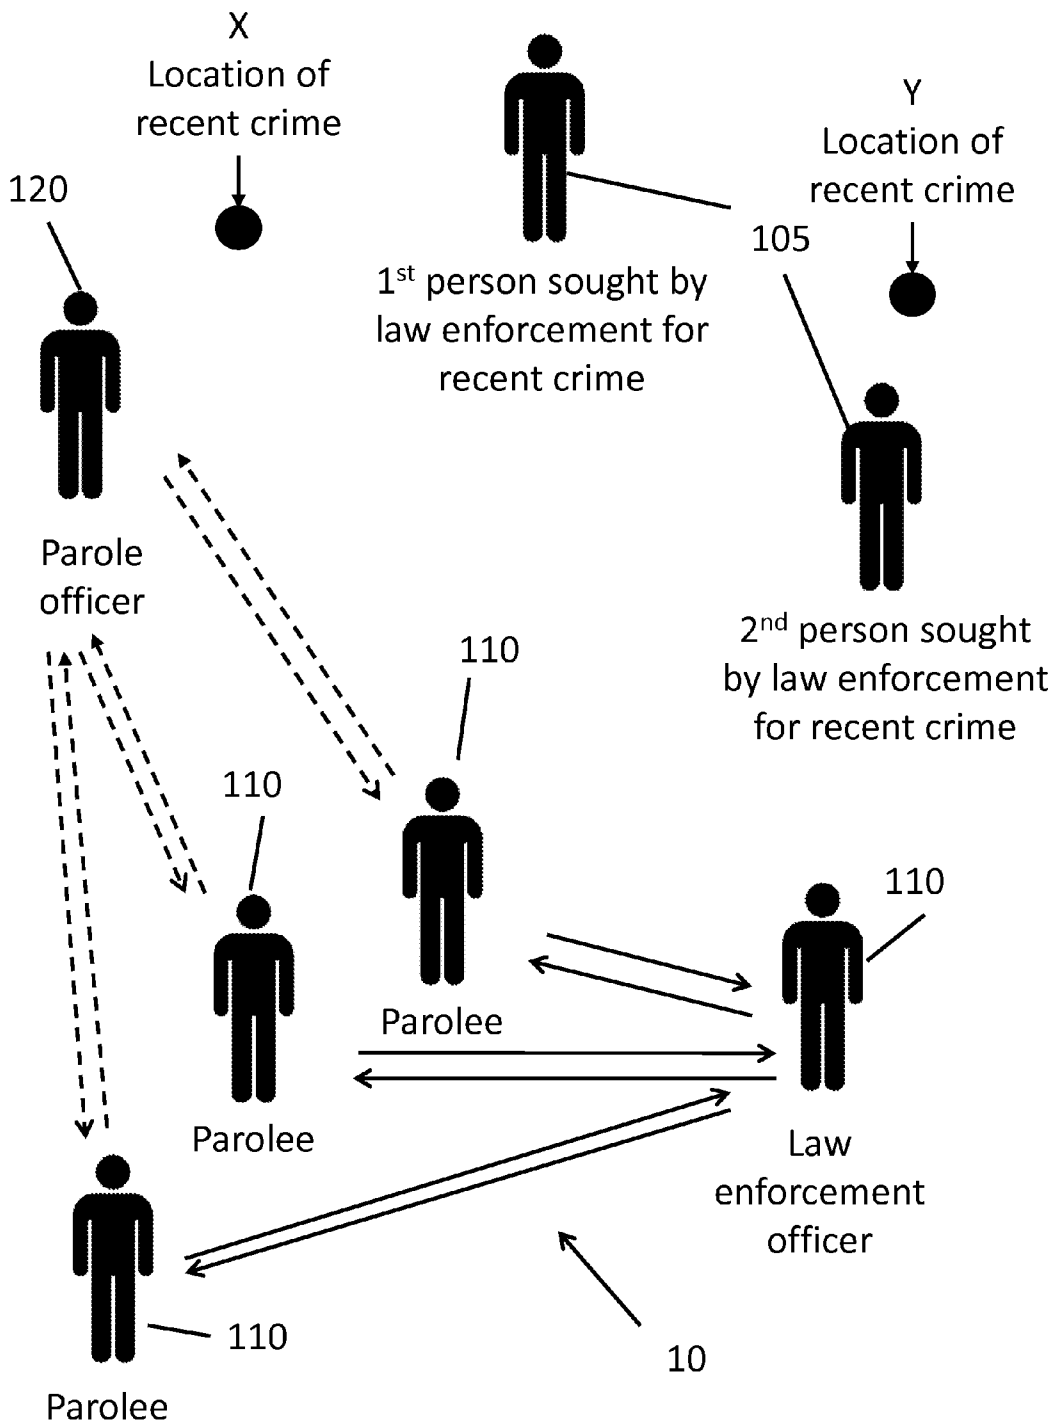 X
Location of
recent crime
Y
Location of
recent crime
120
105
1st person sought by
law enforcement for
recent crime
Parole
officer
2nd person sought
by law enforcement
for recent crime
110
110
110
Parolee
Parolee
Law
enforcement
officer
110
10
Parolee